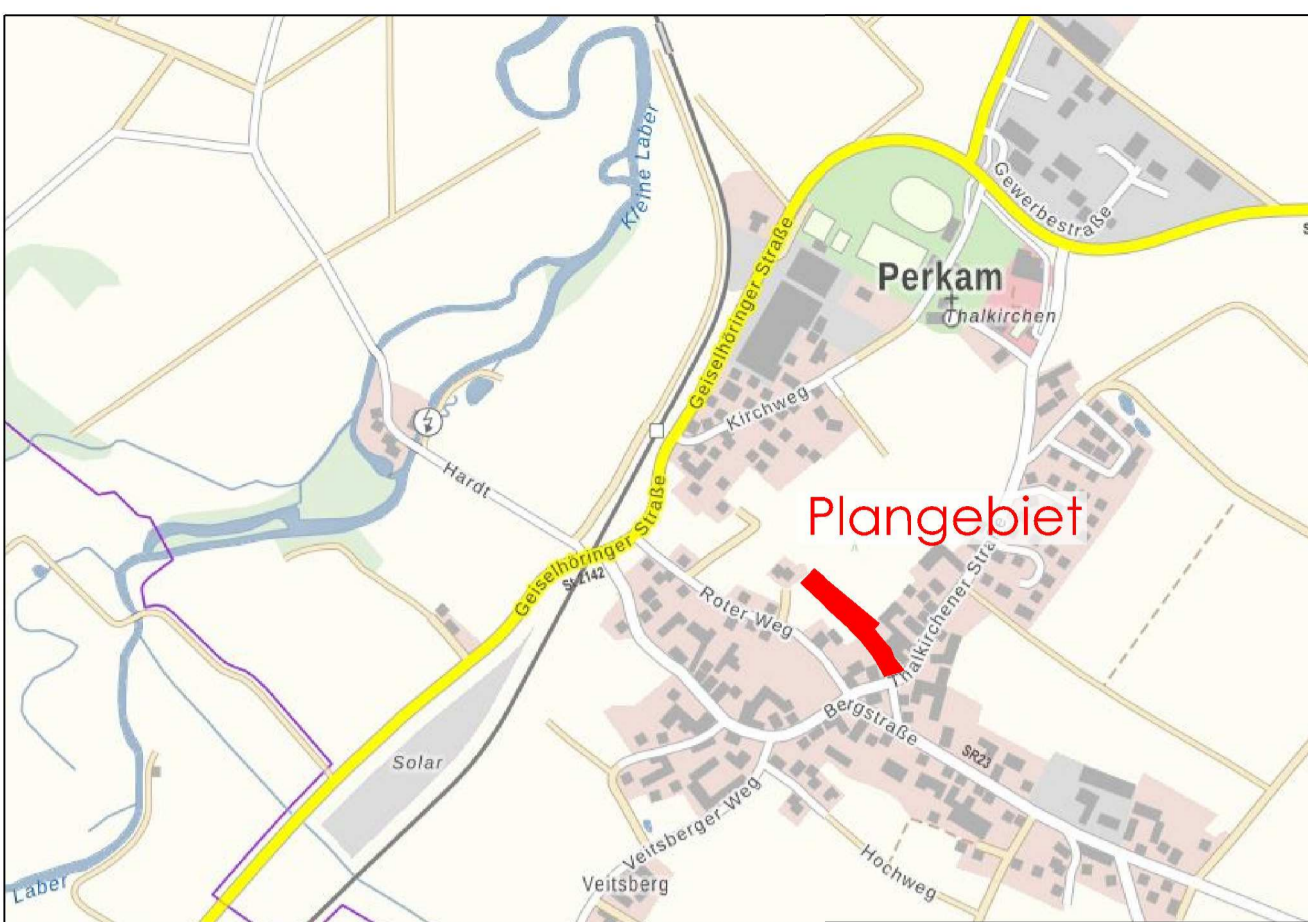 Kleine Laber
Gewerbestraße
Geiselhöringer Straße
Perkam
Thalkirchen
Kirchweg
Hardt
Geiselhöringer Straße
St 2142
Plangebiet
Roter Weg
Thalkirchener Straße
Bergstraße
SR23
Solar
Veitsberger Weg
Hochweg
Veitsberg
Laber